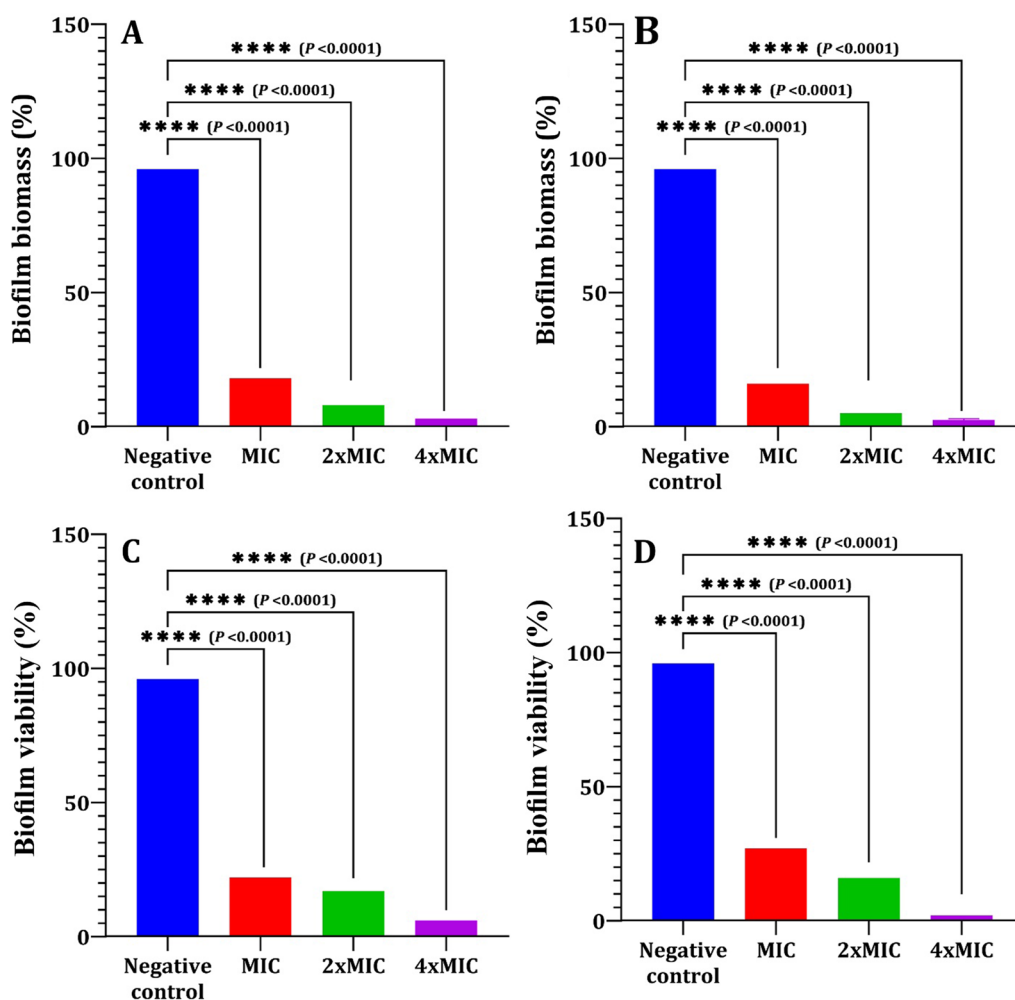 A
Biofilm biomass (%)
150
100
50
0
✱✱✱✱ (P <0.0001)
✱✱✱✱ (P <0.0001)
✱✱✱✱ (P <0.0001)
Negative control
MIC
2xMIC
4xMIC
B
Biofilm biomass (%)
150
100
50
0
✱✱✱✱ (P <0.0001)
✱✱✱✱ (P <0.0001)
✱✱✱✱ (P <0.0001)
Negative control
MIC
2xMIC
4xMIC
C
Biofilm viability (%)
150
100
50
0
✱✱✱✱ (P <0.0001)
✱✱✱✱ (P <0.0001)
✱✱✱✱ (P <0.0001)
Negative control
MIC
2xMIC
4xMIC
D
Biofilm viability (%)
150
100
50
0
✱✱✱✱ (P <0.0001)
✱✱✱✱ (P <0.0001)
✱✱✱✱ (P <0.0001)
Negative control
MIC
2xMIC
4xMIC